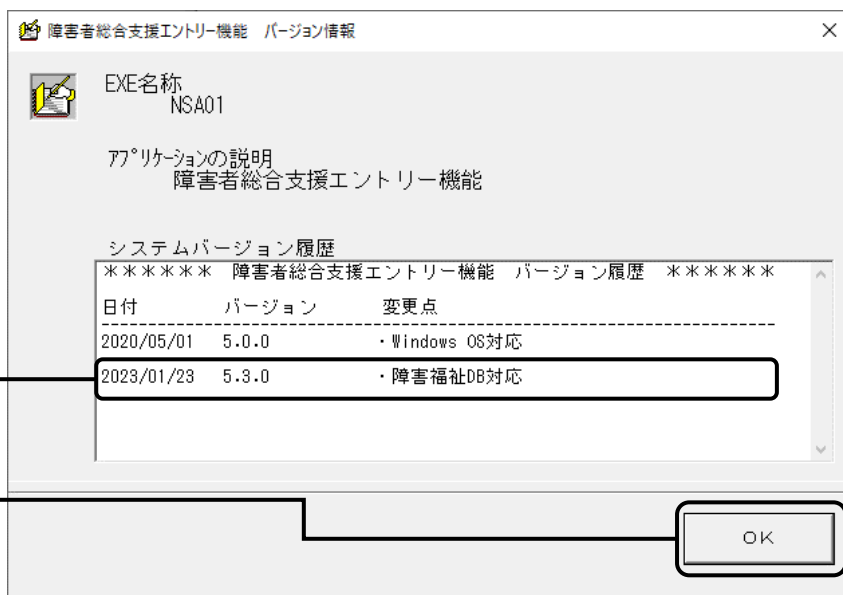 障害者総合支援エントリー機能 バージョン情報
EXE名称
NSA01
アプリケーションの説明
障害者総合支援エントリー機能
システムバージョン履歴
****** 障害者総合支援エントリー機能 バージョン履歴 ******
日付 バージョン 変更点
--------------------------------------------------------------------------------
2020/05/01 5.0.0 ・Windows OS対応
2023/01/23 5.3.0 ・障害福祉DB対応
OK